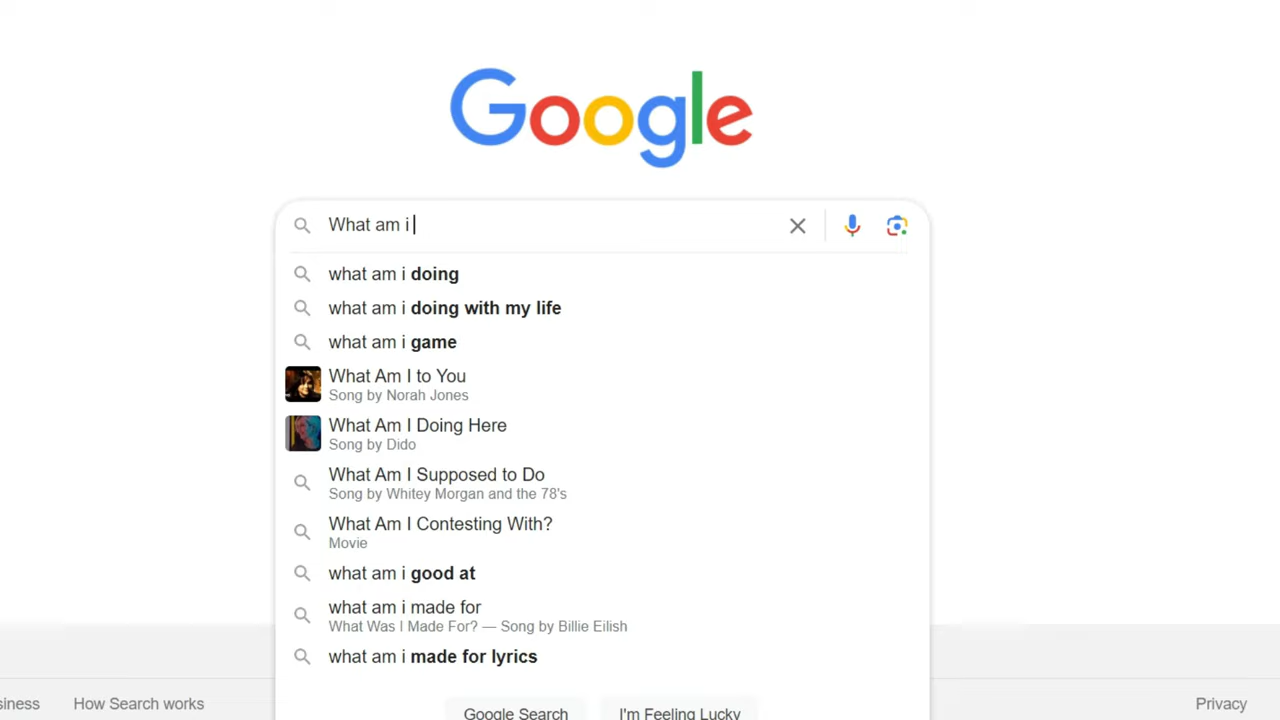 Google
What am i
what am i doing
what am i doing with my life
what am i game
What Am I to You
Song by Norah Jones
What Am I Doing Here
Song by Dido
What Am I Supposed to Do
Song by Whitey Morgan and the 78's
What Am I Contesting With?
Movie
what am i good at
what am i made for
What Was I Made For? — Song by Billie Eilish
what am i made for lyrics
siness How Search works Privacy
Google Search I'm Feeling Lucky